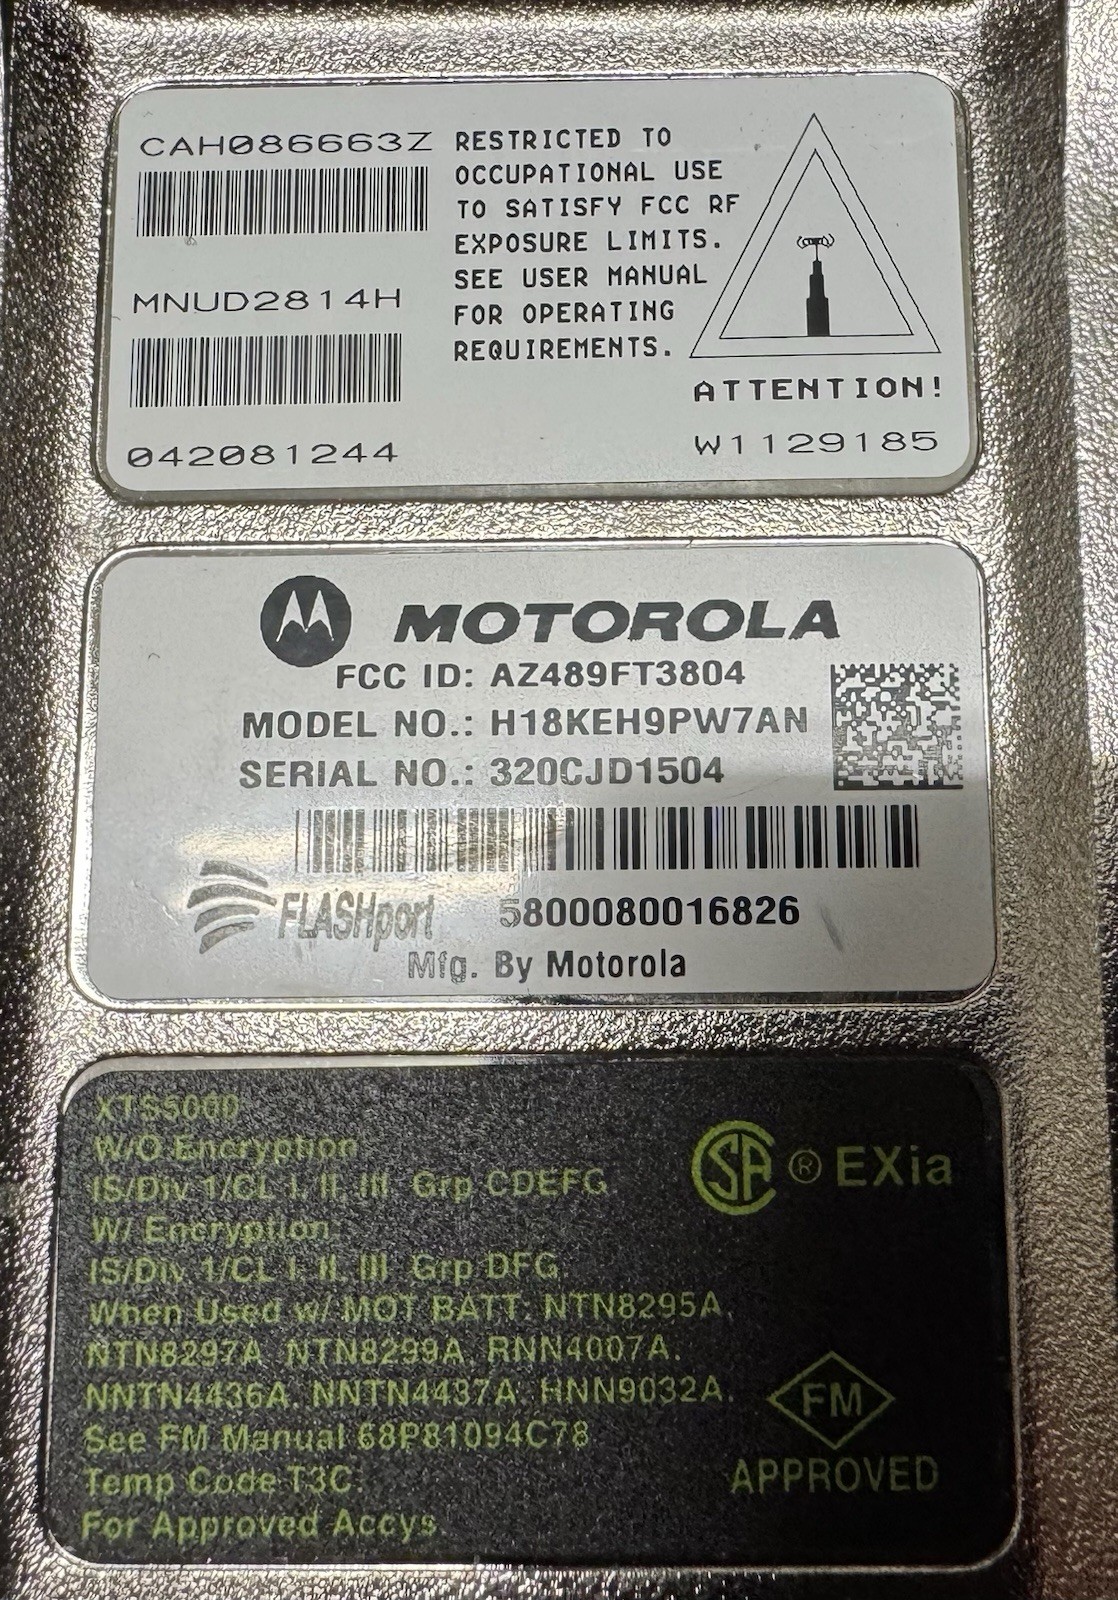 CAH086663Z
MNUD2814H
042081244
RESTRICTED TO
OCCUPATIONAL USE
TO SATISFY FCC RF
EXPOSURE LIMITS.
SEE USER MANUAL
FOR OPERATING
REQUIREMENTS.
ATTENTION!
W1129185
MOTOROLA
FCC ID: AZ489FT3804
MODEL NO.: H18KEH9PW7AN
SERIAL NO.: 320CJD1504
FLASHport 5800080016826
Mfg. By Motorola
XTS5000
W/O Encryption
IS/Div 1/CL I, II, III Grp CDEFG
W/ Encryption:
IS/Div 1/CL I, II, III Grp DFG.
When Used w/ MOT BATT: NTN8295A,
NTN8297A, NTN8299A, RNN4007A.
NNTN4436A, NNTN4437A, HNN9032A.
See FM Manual 68P81094C78
Temp Code T3C.
For Approved Accys.
SA ® EXia
FM
APPROVED